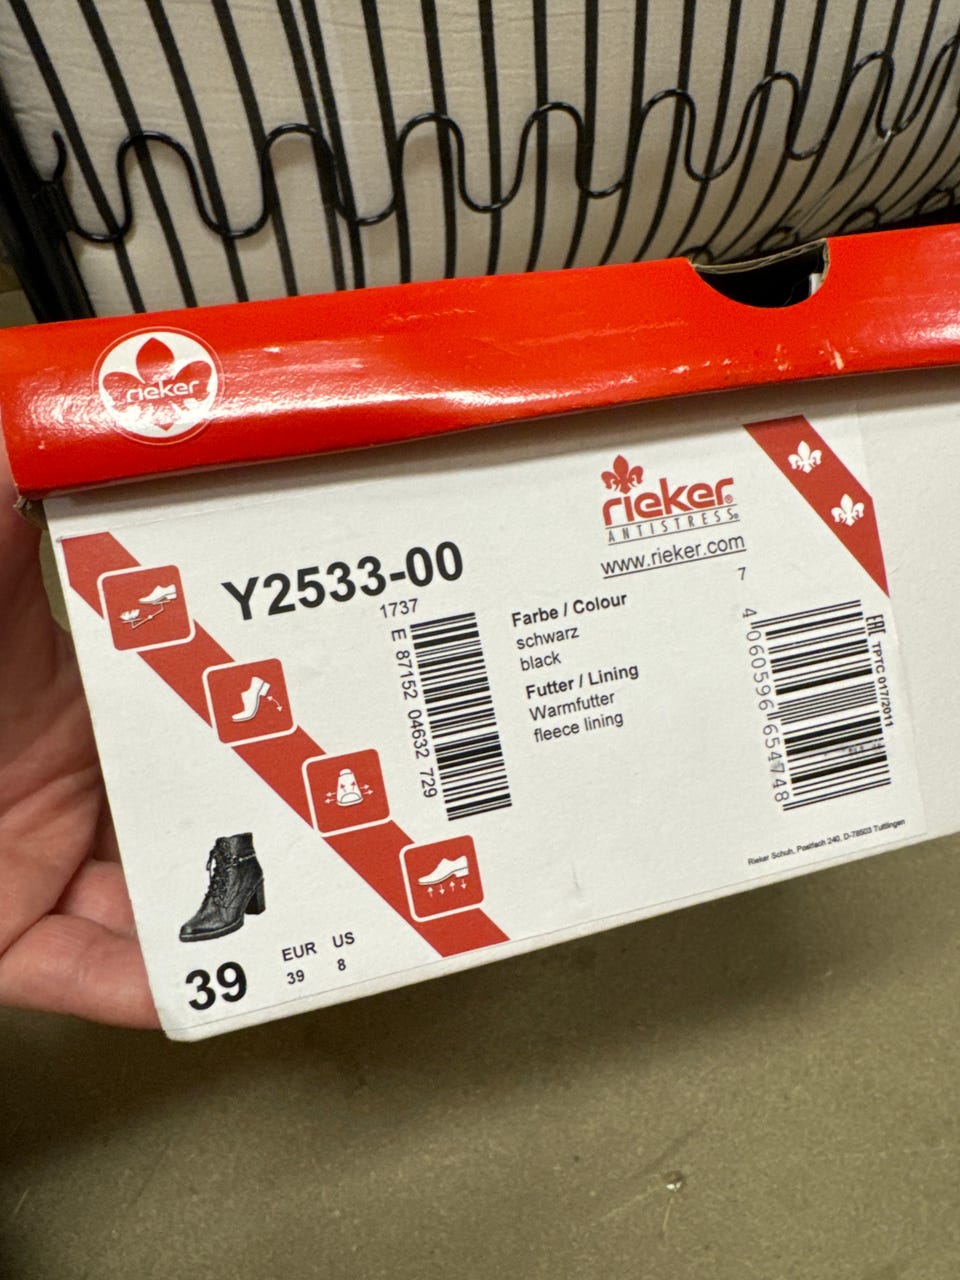 rieker
rieker®
ANTISTRESS®
www.rieker.com
Y2533-00
1737
E 87152 04632 729
Farbe / Colour
schwarz
black
Futter / Lining
Warmfutter
fleece lining
7
4 060596 654748
EAC TPTC 017/2011
Rieker Schuh, Postfach 240, D-78503 Tuttlingen
39
EUR US
39 8